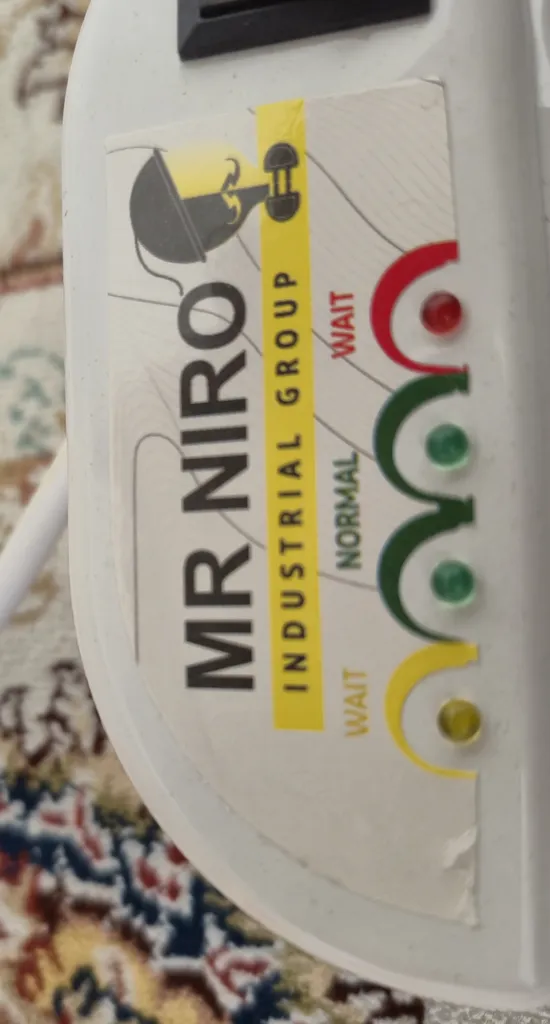 MR NIRO
INDUSTRIAL GROUP
WAIT NORMAL WAIT